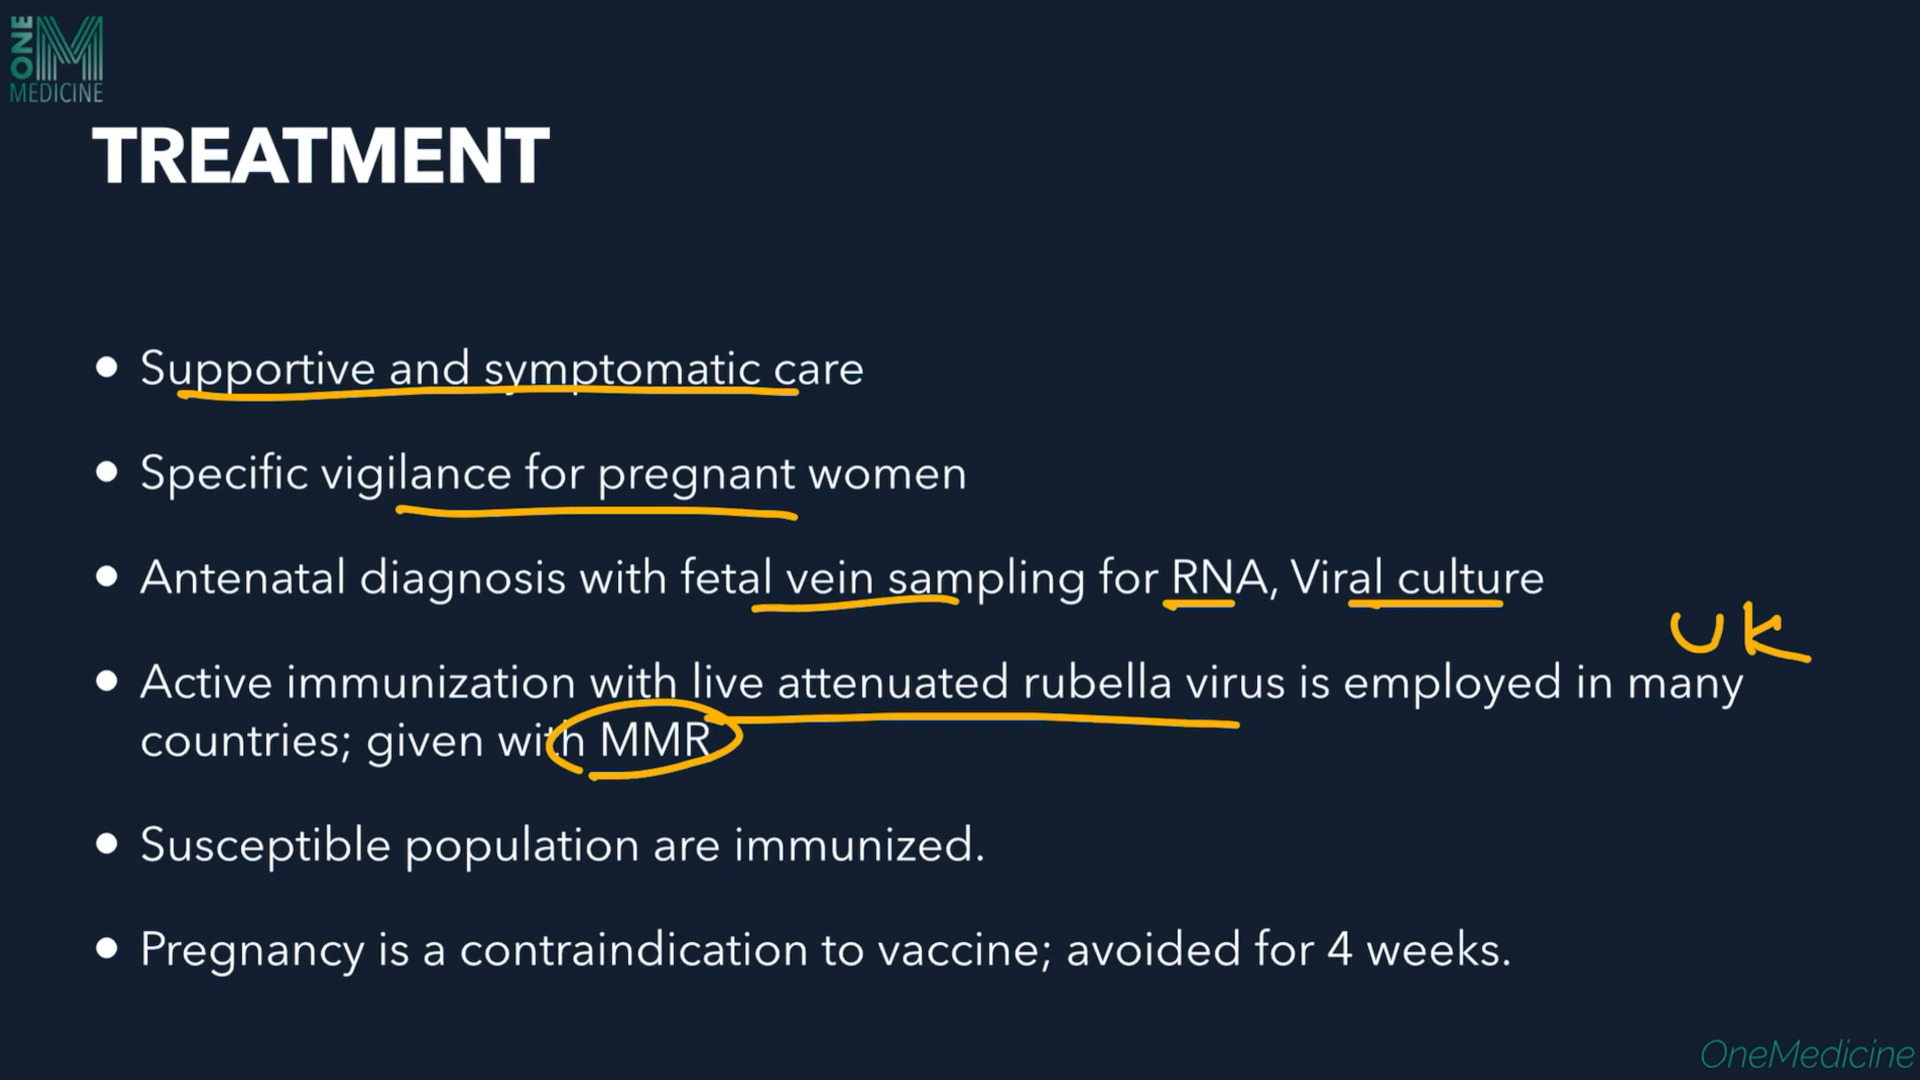 ONE M
MEDICINE
TREATMENT
• Supportive and symptomatic care
• Specific vigilance for pregnant women
• Antenatal diagnosis with fetal vein sampling for RNA, Viral culture
UK
• Active immunization with live attenuated rubella virus is employed in many
countries; given with MMR
• Susceptible population are immunized.
• Pregnancy is a contraindication to vaccine; avoided for 4 weeks.
OneMedicine